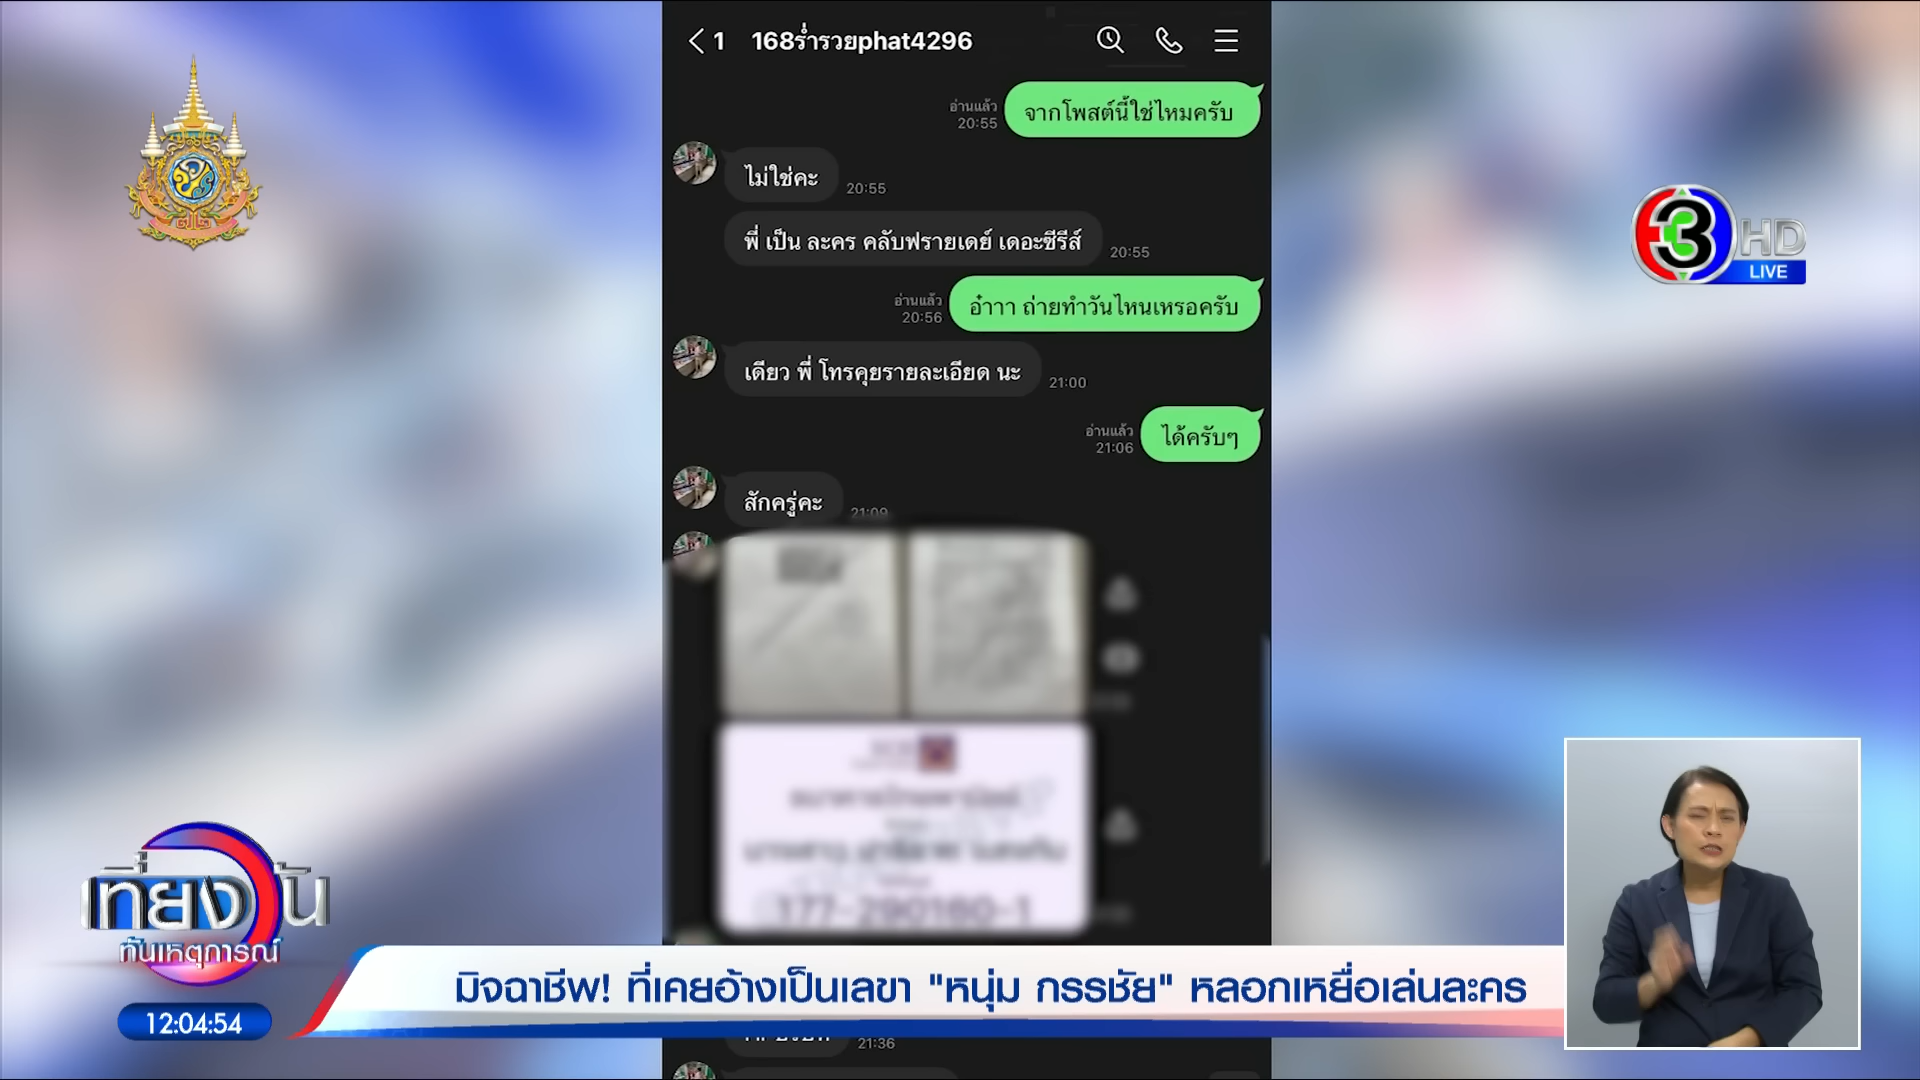 1 168ร่ำรวยphat4296
จากโพสต์นี้ใช่ไหมครับ
อ่านแล้ว
20:55
ไม่ใช่คะ
20:55
พี่ เป็น ละคร คลับฟรายเดย์ เดอะซีรีส์
20:55
อ๋าาา ถ่ายทำวันไหนเหรอครับ
อ่านแล้ว
20:56
เดียว พี่ โทรคุยรายละเอียด นะ
21:00
ได้ครับๆ
อ่านแล้ว
21:06
สักครู่คะ
21:09
3 HD
LIVE
เที่ยงวัน
ทันเหตุการณ์
มิจฉาชีพ! ที่เคยอ้างเป็นเลขา "หนุ่ม กรรชัย" หลอกเหยื่อเล่นละคร
12:04:54
21:36